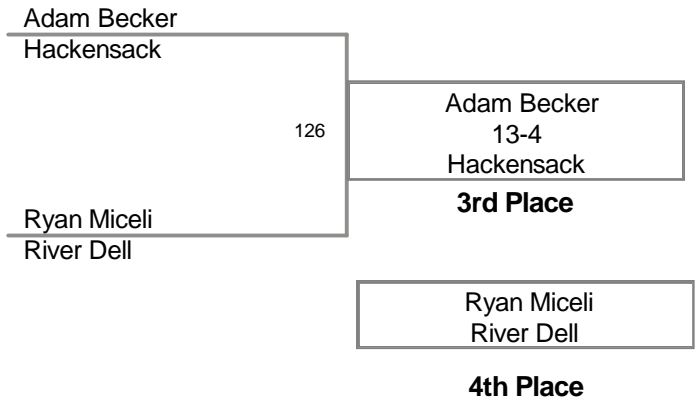 Adam Becker
Hackensack
126
Adam Becker
13-4
Hackensack
3rd Place
Ryan Miceli
River Dell
Ryan Miceli
River Dell
4th Place